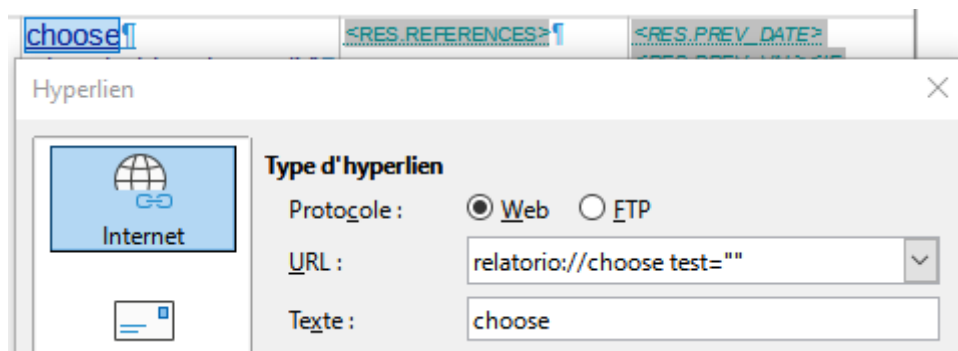 choose¶ <RES.REFERENCES>¶ <RES.PREV_DATE>
Hyperlien
Type d'hyperlien
Protocole : Web FTP
Internet
URL : relatorio://choose test=""
Texte : choose